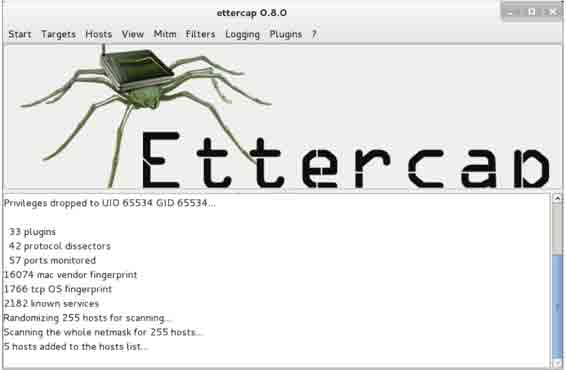 ettercap 0.8.0
Start Targets Hosts View Mitm Filters Logging Plugins ?
Ettercap
Privileges dropped to UIO 65534 GID 65534...
33 plugins
42 protocol dissectors
57 ports monitored
16074 mac vendor fingerprint
1766 tcp OS fingerprint
2182 known services
Randomizing 255 hosts for scanning...
Scanning the whole netmask for 255 hosts...
5 hosts added to the hosts list...